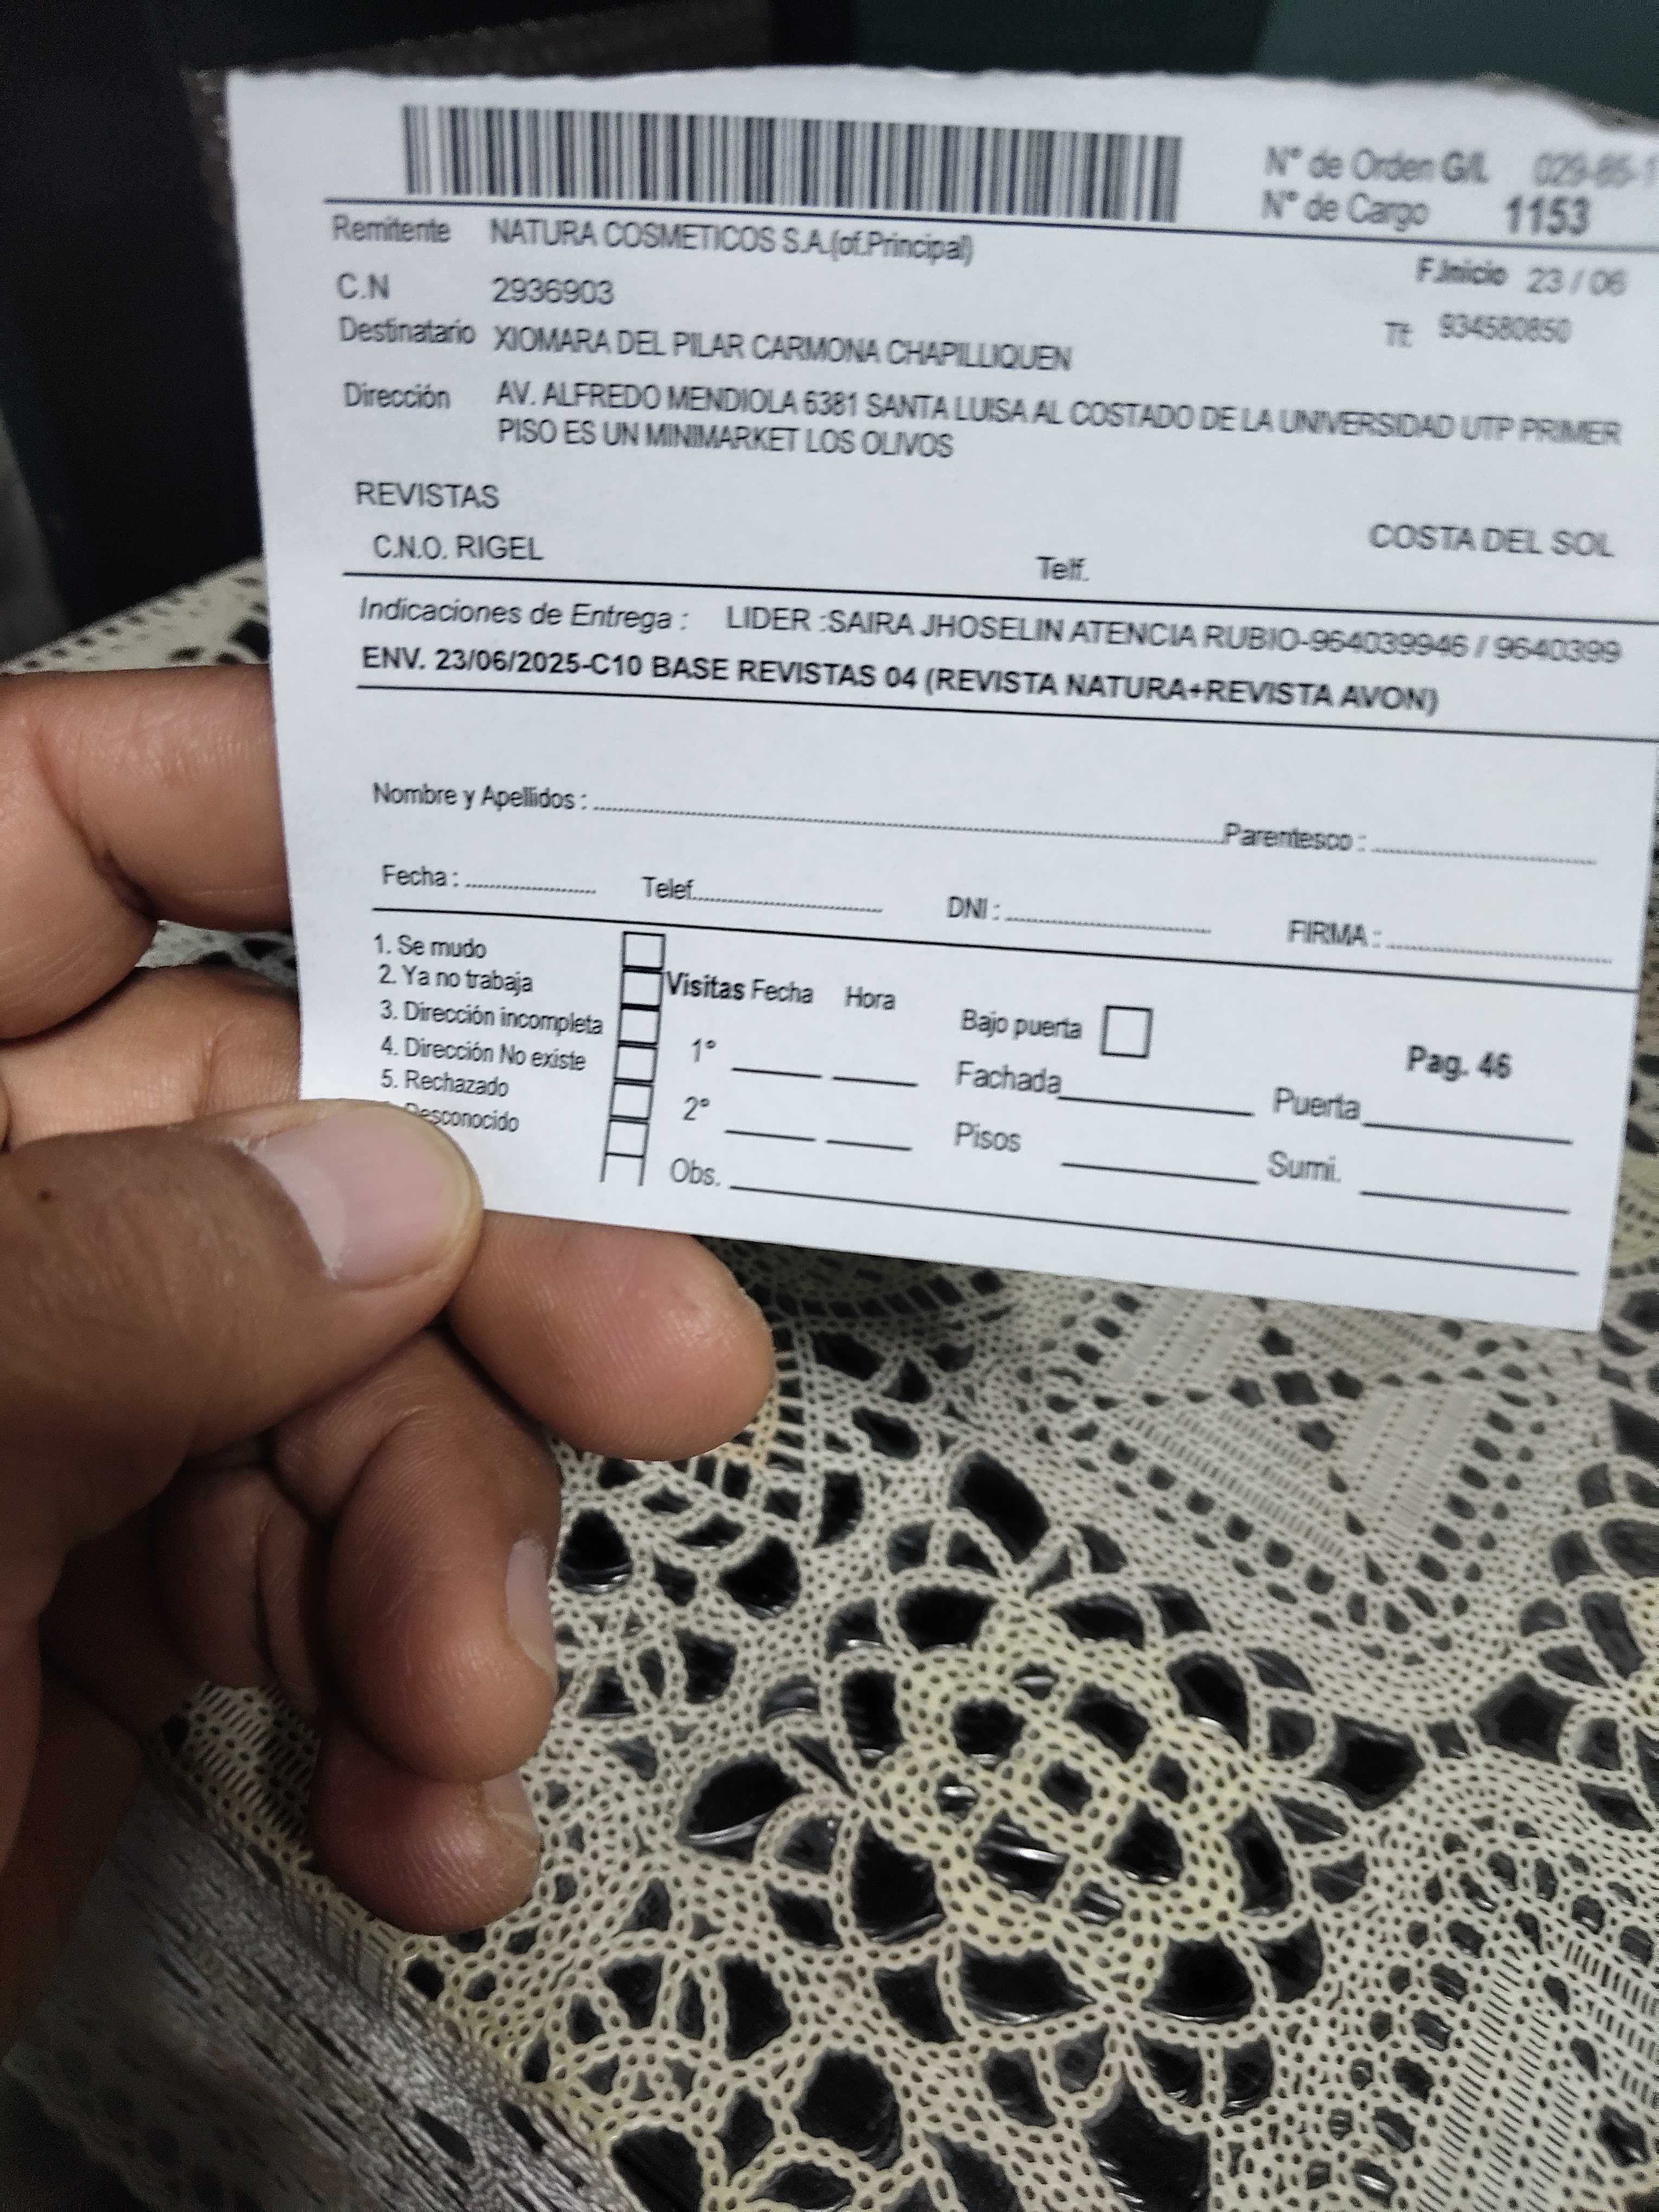 N° de Orden G/L 029-85-1
N° de Cargo 1153
Remitente NATURA COSMETICOS S.A.(of.Principal)
F.Inicio 23 / 06
C.N 2936903
Tlf. 934580850
Destinatario XIOMARA DEL PILAR CARMONA CHAPILLIQUEN
Dirección AV. ALFREDO MENDIOLA 6381 SANTA LUISA AL COSTADO DE LA UNIVERSIDAD UTP PRIMER
PISO ES UN MINIMARKET LOS OLIVOS
REVISTAS
COSTA DEL SOL
C.N.O. RIGEL
Telf.
Indicaciones de Entrega : LIDER :SAIRA JHOSELIN ATENCIA RUBIO-964039946 / 9640399
ENV. 23/06/2025-C10 BASE REVISTAS 04 (REVISTA NATURA+REVISTA AVON)
Nombre y Apellidos : Parentesco :
Fecha : Telef. DNI : FIRMA :
1. Se mudo
2. Ya no trabaja
3. Dirección incompleta
4. Dirección No existe
5. Rechazado
Desconocido
Visitas Fecha Hora
1°
2°
Obs.
Bajo puerta
Pag. 46
Fachada Puerta
Pisos Sumi.